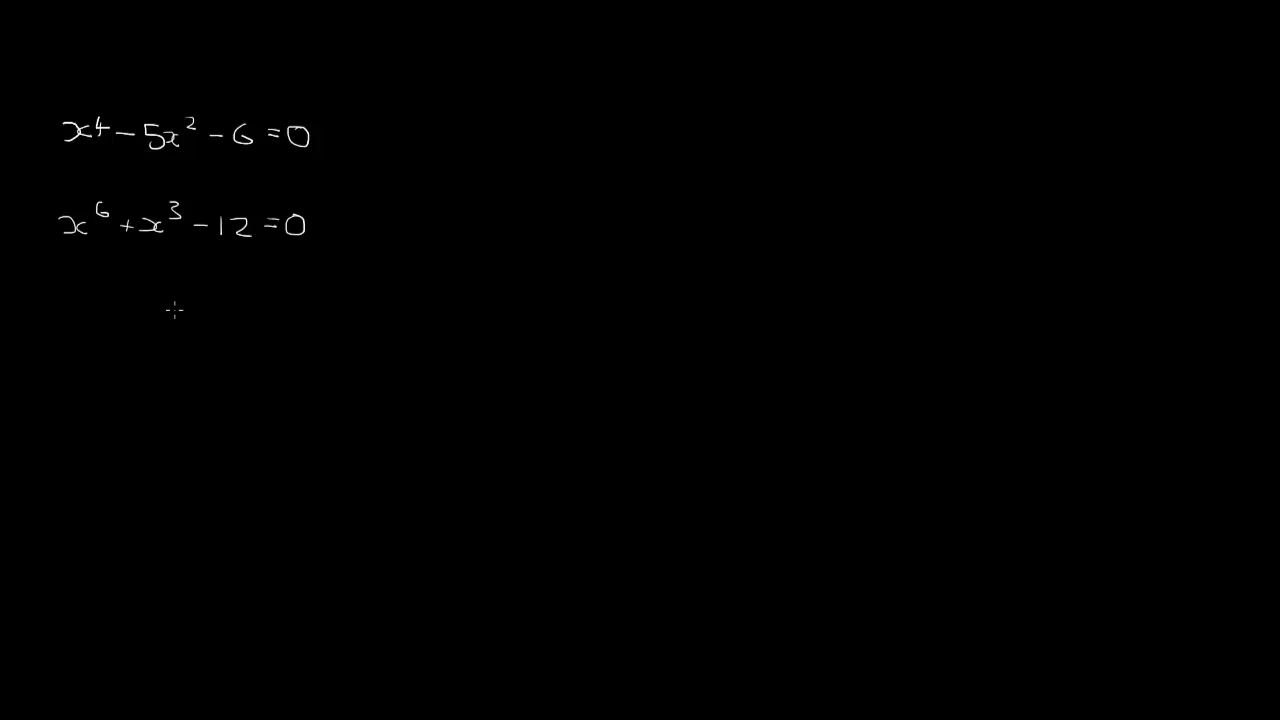 x⁴ - 5x² - 6 = 0
x⁶ + x³ - 12 = 0